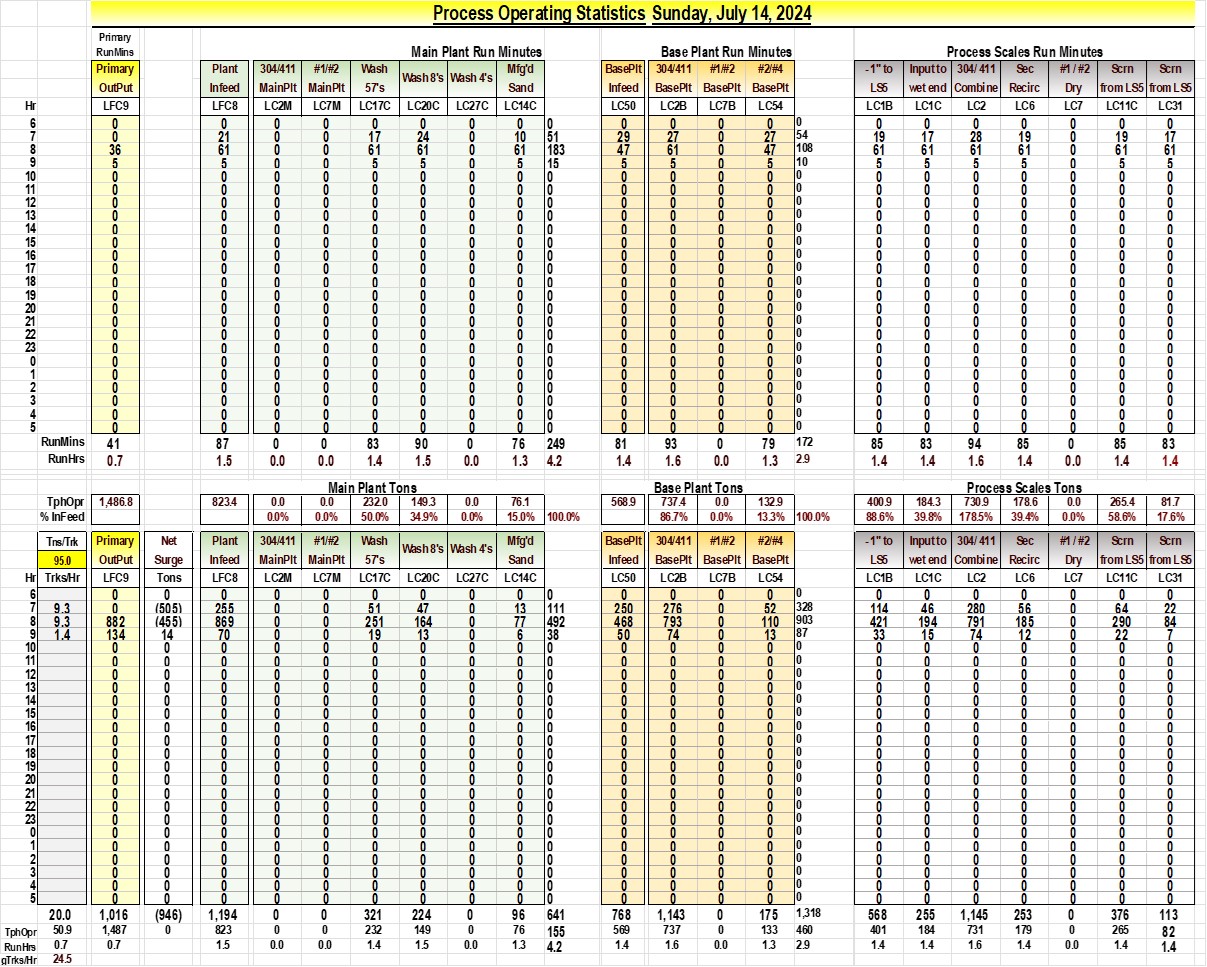 Process Operating Statistics Sunday, July 14, 2024
Primary
RunMins Main Plant Run Minutes Base Plant Run Minutes Process Scales Run Minutes
Primary Plant 304/411 #1/#2 Wash Wash 8's Wash 4's Mfg'd BasePlt 304/411 #1/#2 #2/#4 -1" to Input to 304/ 411 Sec #1 / #2 Scrn Scrn
OutPut Infeed MainPlt MainPlt 57's Sand Infeed BasePlt BasePlt BasePlt LS5 wet end Combine Recirc Dry from LS5 from LS5
Hr LFC9 LFC8 LC2M LC7M LC17C LC20C LC27C LC14C LC50 LC2B LC7B LC54 LC1B LC1C LC2 LC6 LC7 LC11C LC31
6 0 0 0 0 0 0 0 0 0 0 0 0 0 0 0 0 0 0 0 0 0
7 0 21 0 0 17 24 0 10 51 29 27 0 27 54 19 17 28 19 0 19 17
8 36 61 0 0 61 61 0 61 183 47 61 0 47 108 61 61 61 61 0 61 61
9 5 5 0 0 5 5 0 5 15 5 5 0 5 10 5 5 5 5 0 5 5
10 0 0 0 0 0 0 0 0 0 0 0 0 0 0 0 0 0 0 0 0 0
11 0 0 0 0 0 0 0 0 0 0 0 0 0 0 0 0 0 0 0 0 0
12 0 0 0 0 0 0 0 0 0 0 0 0 0 0 0 0 0 0 0 0 0
13 0 0 0 0 0 0 0 0 0 0 0 0 0 0 0 0 0 0 0 0 0
14 0 0 0 0 0 0 0 0 0 0 0 0 0 0 0 0 0 0 0 0 0
15 0 0 0 0 0 0 0 0 0 0 0 0 0 0 0 0 0 0 0 0 0
16 0 0 0 0 0 0 0 0 0 0 0 0 0 0 0 0 0 0 0 0 0
17 0 0 0 0 0 0 0 0 0 0 0 0 0 0 0 0 0 0 0 0 0
18 0 0 0 0 0 0 0 0 0 0 0 0 0 0 0 0 0 0 0 0 0
19 0 0 0 0 0 0 0 0 0 0 0 0 0 0 0 0 0 0 0 0 0
20 0 0 0 0 0 0 0 0 0 0 0 0 0 0 0 0 0 0 0 0 0
21 0 0 0 0 0 0 0 0 0 0 0 0 0 0 0 0 0 0 0 0 0
22 0 0 0 0 0 0 0 0 0 0 0 0 0 0 0 0 0 0 0 0 0
23 0 0 0 0 0 0 0 0 0 0 0 0 0 0 0 0 0 0 0 0 0
0 0 0 0 0 0 0 0 0 0 0 0 0 0 0 0 0 0 0 0 0 0
1 0 0 0 0 0 0 0 0 0 0 0 0 0 0 0 0 0 0 0 0 0
2 0 0 0 0 0 0 0 0 0 0 0 0 0 0 0 0 0 0 0 0 0
3 0 0 0 0 0 0 0 0 0 0 0 0 0 0 0 0 0 0 0 0 0
4 0 0 0 0 0 0 0 0 0 0 0 0 0 0 0 0 0 0 0 0 0
5 0 0 0 0 0 0 0 0 0 0 0 0 0 0 0 0 0 0 0 0 0
RunMins 41 87 0 0 83 90 0 76 249 81 93 0 79 172 85 83 94 85 0 85 83
RunHrs 0.7 1.5 0.0 0.0 1.4 1.5 0.0 1.3 4.2 1.4 1.6 0.0 1.3 2.9 1.4 1.4 1.6 1.4 0.0 1.4 1.4
Main Plant Tons Base Plant Tons Process Scales Tons
TphOpr 1,486.8 823.4 0.0 0.0 232.0 149.3 0.0 76.1 568.9 737.4 0.0 132.9 400.9 184.3 730.9 178.6 0.0 265.4 81.7
% InFeed 0.0% 0.0% 50.0% 34.9% 0.0% 15.0% 100.0% 86.7% 0.0% 13.3% 100.0% 88.6% 39.8% 178.5% 39.4% 0.0% 58.6% 17.6%
Tns/Trk Primary Net Plant 304/411 #1/#2 Wash Wash 8's Wash 4's Mfg'd BasePlt 304/411 #1/#2 #2/#4 -1" to Input to 304/ 411 Sec #1 / #2 Scrn Scrn
95.0 OutPut Surge Infeed MainPlt MainPlt 57's Sand Infeed BasePlt BasePlt BasePlt LS5 wet end Combine Recirc Dry from LS5 from LS5
Hr Trks/Hr LFC9 Tons LFC8 LC2M LC7M LC17C LC20C LC27C LC14C LC50 LC2B LC7B LC54 LC1B LC1C LC2 LC6 LC7 LC11C LC31
6 0 0 0 0 0 0 0 0 0 0 0 0 0 0 0 0 0 0 0 0 0 0
7 9.3 0 (505) 255 0 0 51 47 0 13 111 250 276 0 52 328 114 46 280 56 0 64 22
8 9.3 882 (455) 869 0 0 251 164 0 77 492 468 793 0 110 903 421 194 791 185 0 290 84
9 1.4 134 14 70 0 0 19 13 0 6 38 50 74 0 13 87 33 15 74 12 0 22 7
10 0 0 0 0 0 0 0 0 0 0 0 0 0 0 0 0 0 0 0 0 0 0
11 0 0 0 0 0 0 0 0 0 0 0 0 0 0 0 0 0 0 0 0 0 0
12 0 0 0 0 0 0 0 0 0 0 0 0 0 0 0 0 0 0 0 0 0 0
13 0 0 0 0 0 0 0 0 0 0 0 0 0 0 0 0 0 0 0 0 0 0
14 0 0 0 0 0 0 0 0 0 0 0 0 0 0 0 0 0 0 0 0 0 0
15 0 0 0 0 0 0 0 0 0 0 0 0 0 0 0 0 0 0 0 0 0 0
16 0 0 0 0 0 0 0 0 0 0 0 0 0 0 0 0 0 0 0 0 0 0
17 0 0 0 0 0 0 0 0 0 0 0 0 0 0 0 0 0 0 0 0 0 0
18 0 0 0 0 0 0 0 0 0 0 0 0 0 0 0 0 0 0 0 0 0 0
19 0 0 0 0 0 0 0 0 0 0 0 0 0 0 0 0 0 0 0 0 0 0
20 0 0 0 0 0 0 0 0 0 0 0 0 0 0 0 0 0 0 0 0 0 0
21 0 0 0 0 0 0 0 0 0 0 0 0 0 0 0 0 0 0 0 0 0 0
22 0 0 0 0 0 0 0 0 0 0 0 0 0 0 0 0 0 0 0 0 0 0
23 0 0 0 0 0 0 0 0 0 0 0 0 0 0 0 0 0 0 0 0 0 0
0 0 0 0 0 0 0 0 0 0 0 0 0 0 0 0 0 0 0 0 0 0 0
1 0 0 0 0 0 0 0 0 0 0 0 0 0 0 0 0 0 0 0 0 0 0
2 0 0 0 0 0 0 0 0 0 0 0 0 0 0 0 0 0 0 0 0 0 0
3 0 0 0 0 0 0 0 0 0 0 0 0 0 0 0 0 0 0 0 0 0 0
4 0 0 0 0 0 0 0 0 0 0 0 0 0 0 0 0 0 0 0 0 0 0
5 0 0 0 0 0 0 0 0 0 0 0 0 0 0 0 0 0 0 0 0 0 0
20.0 1,016 (946) 1,194 0 0 321 224 0 96 641 768 1,143 0 175 1,318 568 255 1,145 253 0 376 113
TphOpr 50.9 1,487 0 823 0 0 232 149 0 76 155 569 737 0 133 460 401 184 731 179 0 265 82
RunHrs 0.7 0.7 1.5 0.0 0.0 1.4 1.5 0.0 1.3 4.2 1.4 1.6 0.0 1.3 2.9 1.4 1.4 1.6 1.4 0.0 1.4 1.4
gTrks/Hr 24.5